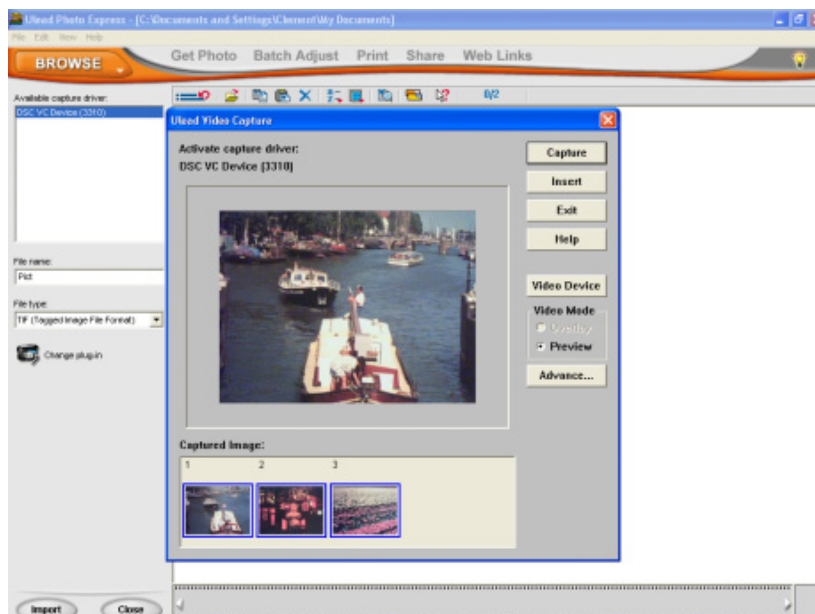 Ulead Photo Express - [C:\Documents and Settings\Clement\My Documents]
File Edit View Help
BROWSE
Get Photo Batch Adjust Print Share Web Links
Available capture driver:
DSC VC Device (3310)
0/2
File name:
Pict
File type:
TIF (Tagged Image File Format)
Change plug-in
Import Close
Ulead Video Capture
Activate capture driver:
DSC VC Device (3310)
Capture
Insert
Exit
Help
Video Device
Video Mode
Overlay
Preview
Advance...
Captured Image:
1 2 3